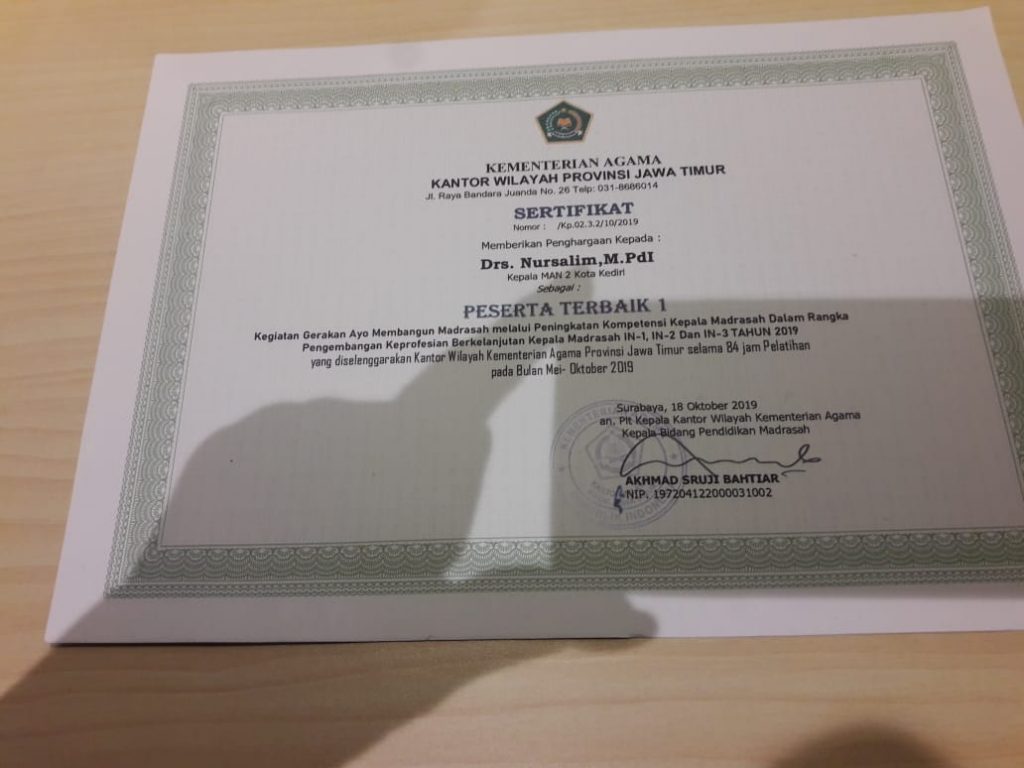 KEMENTERIAN AGAMA
KANTOR WILAYAH PROVINSI JAWA TIMUR
Jl. Raya Bandara Juanda No. 26 Telp: 031-8686014
SERTIFIKAT
Nomor : /Kp.02.3.2/10/2019
Memberikan Penghargaan Kepada :
Drs. Nursalim,M.PdI
Kepala MAN 2 Kota Kediri
Sebagai :
PESERTA TERBAIK 1
Kegiatan Gerakan Ayo Membangun Madrasah melalui Peningkatan Kompetensi Kepala Madrasah Dalam Rangka
Pengembangan Keprofesian Berkelanjutan Kepala Madrasah IN-1, IN-2 Dan IN-3 TAHUN 2019
yang diselenggarakan Kantor Wilayah Kementerian Agama Provinsi Jawa Timur selama 84 jam Pelatihan
pada Bulan Mei- Oktober 2019
Surabaya, 18 Oktober 2019
an. Plt Kepala Kantor Wilayah Kementerian Agama
Kepala Bidang Pendidikan Madrasah
AKHMAD SRUJI BAHTIAR
NIP. 197204122000031002